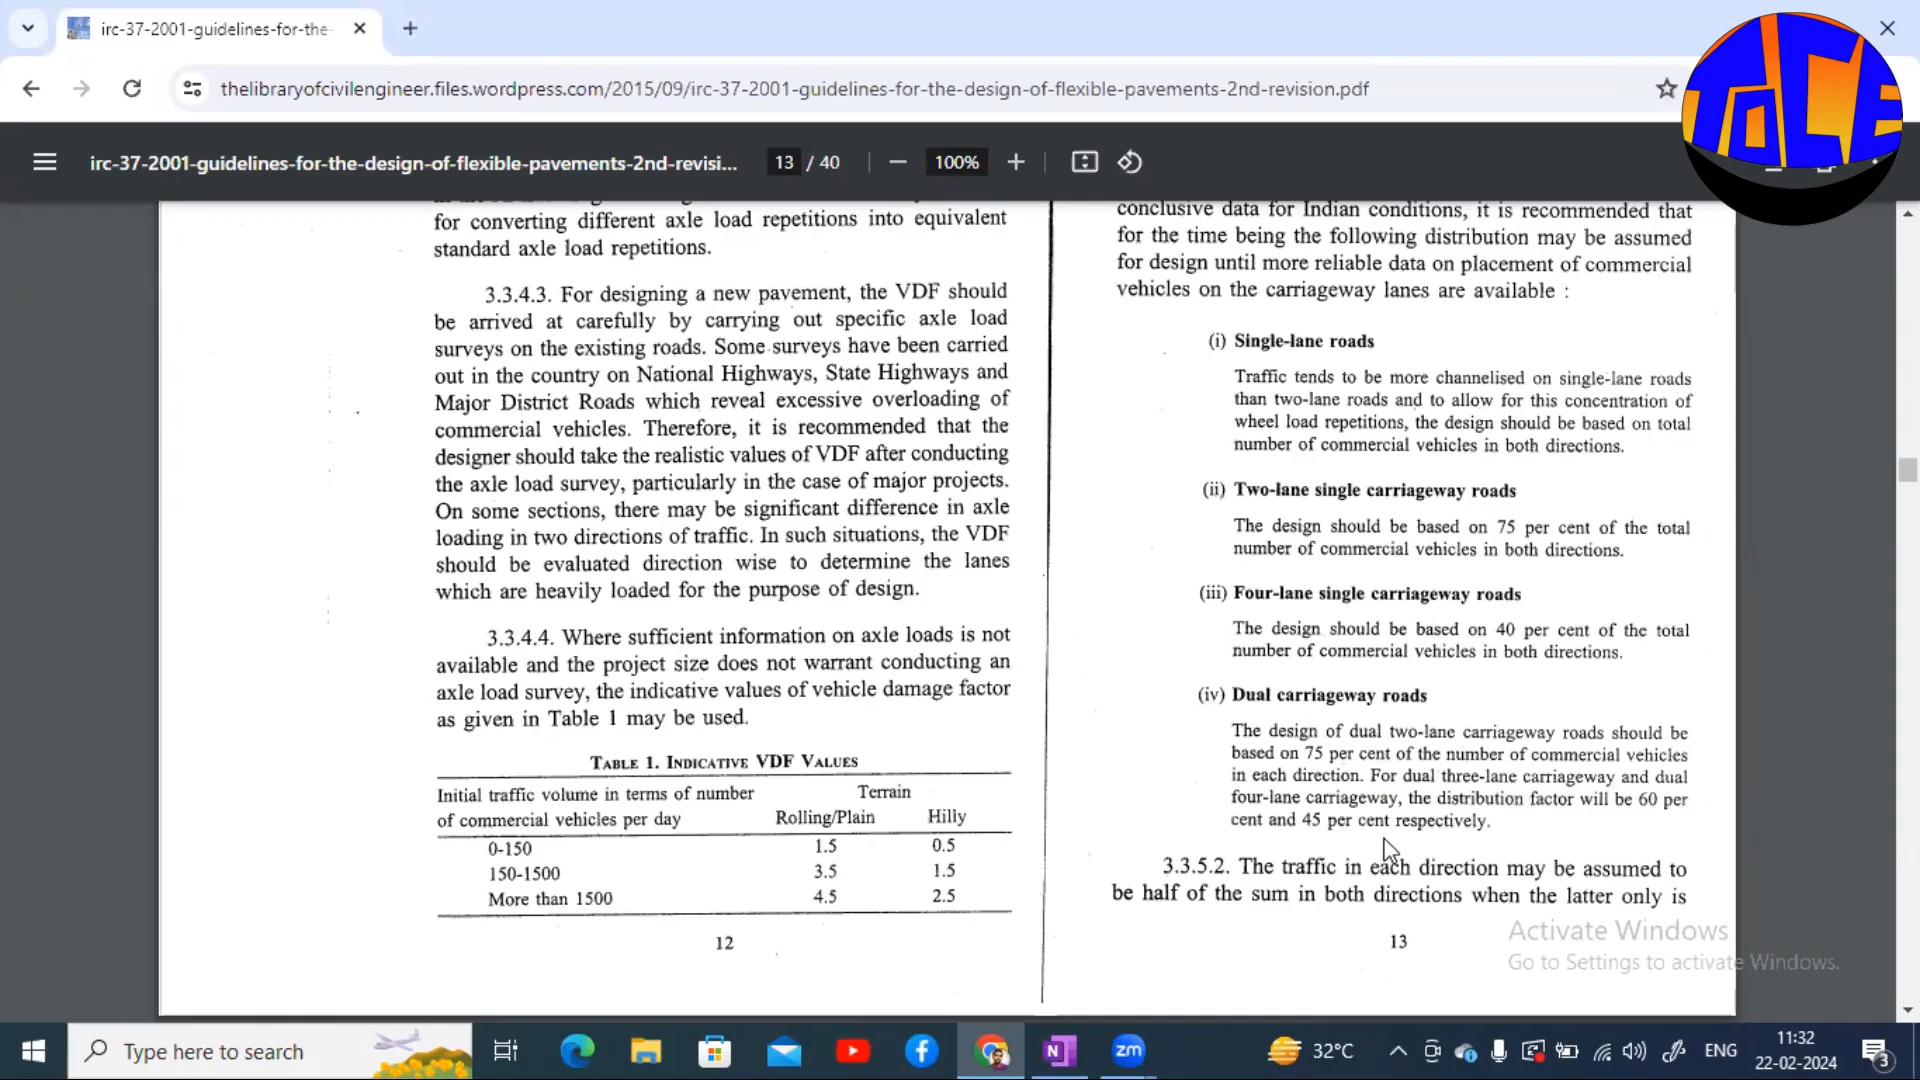 irc-37-2001-guidelines-for-the-
thelibraryofcivilengineer.files.wordpress.com/2015/09/irc-37-2001-guidelines-for-the-design-of-flexible-pavements-2nd-revision.pdf
irc-37-2001-guidelines-for-the-design-of-flexible-pavements-2nd-revisi...
13 / 40
100%
TOCE
for converting different axle load repetitions into equivalent
standard axle load repetitions.
3.3.4.3. For designing a new pavement, the VDF should
be arrived at carefully by carrying out specific axle load
surveys on the existing roads. Some surveys have been carried
out in the country on National Highways, State Highways and
Major District Roads which reveal excessive overloading of
commercial vehicles. Therefore, it is recommended that the
designer should take the realistic values of VDF after conducting
the axle load survey, particularly in the case of major projects.
On some sections, there may be significant difference in axle
loading in two directions of traffic. In such situations, the VDF
should be evaluated direction wise to determine the lanes
which are heavily loaded for the purpose of design.
3.3.4.4. Where sufficient information on axle loads is not
available and the project size does not warrant conducting an
axle load survey, the indicative values of vehicle damage factor
as given in Table 1 may be used.
TABLE 1. INDICATIVE VDF VALUES
Initial traffic volume in terms of number Terrain
of commercial vehicles per day Rolling/Plain Hilly
0-150 1.5 0.5
150-1500 3.5 1.5
More than 1500 4.5 2.5
12
conclusive data for Indian conditions, it is recommended that
for the time being the following distribution may be assumed
for design until more reliable data on placement of commercial
vehicles on the carriageway lanes are available :
(i) Single-lane roads
Traffic tends to be more channelised on single-lane roads
than two-lane roads and to allow for this concentration of
wheel load repetitions, the design should be based on total
number of commercial vehicles in both directions.
(ii) Two-lane single carriageway roads
The design should be based on 75 per cent of the total
number of commercial vehicles in both directions.
(iii) Four-lane single carriageway roads
The design should be based on 40 per cent of the total
number of commercial vehicles in both directions.
(iv) Dual carriageway roads
The design of dual two-lane carriageway roads should be
based on 75 per cent of the number of commercial vehicles
in each direction. For dual three-lane carriageway and dual
four-lane carriageway, the distribution factor will be 60 per
cent and 45 per cent respectively.
3.3.5.2. The traffic in each direction may be assumed to
be half of the sum in both directions when the latter only is
13
Activate Windows
Go to Settings to activate Windows.
Type here to search
N
zm
32°C
ENG
11:32
22-02-2024
3